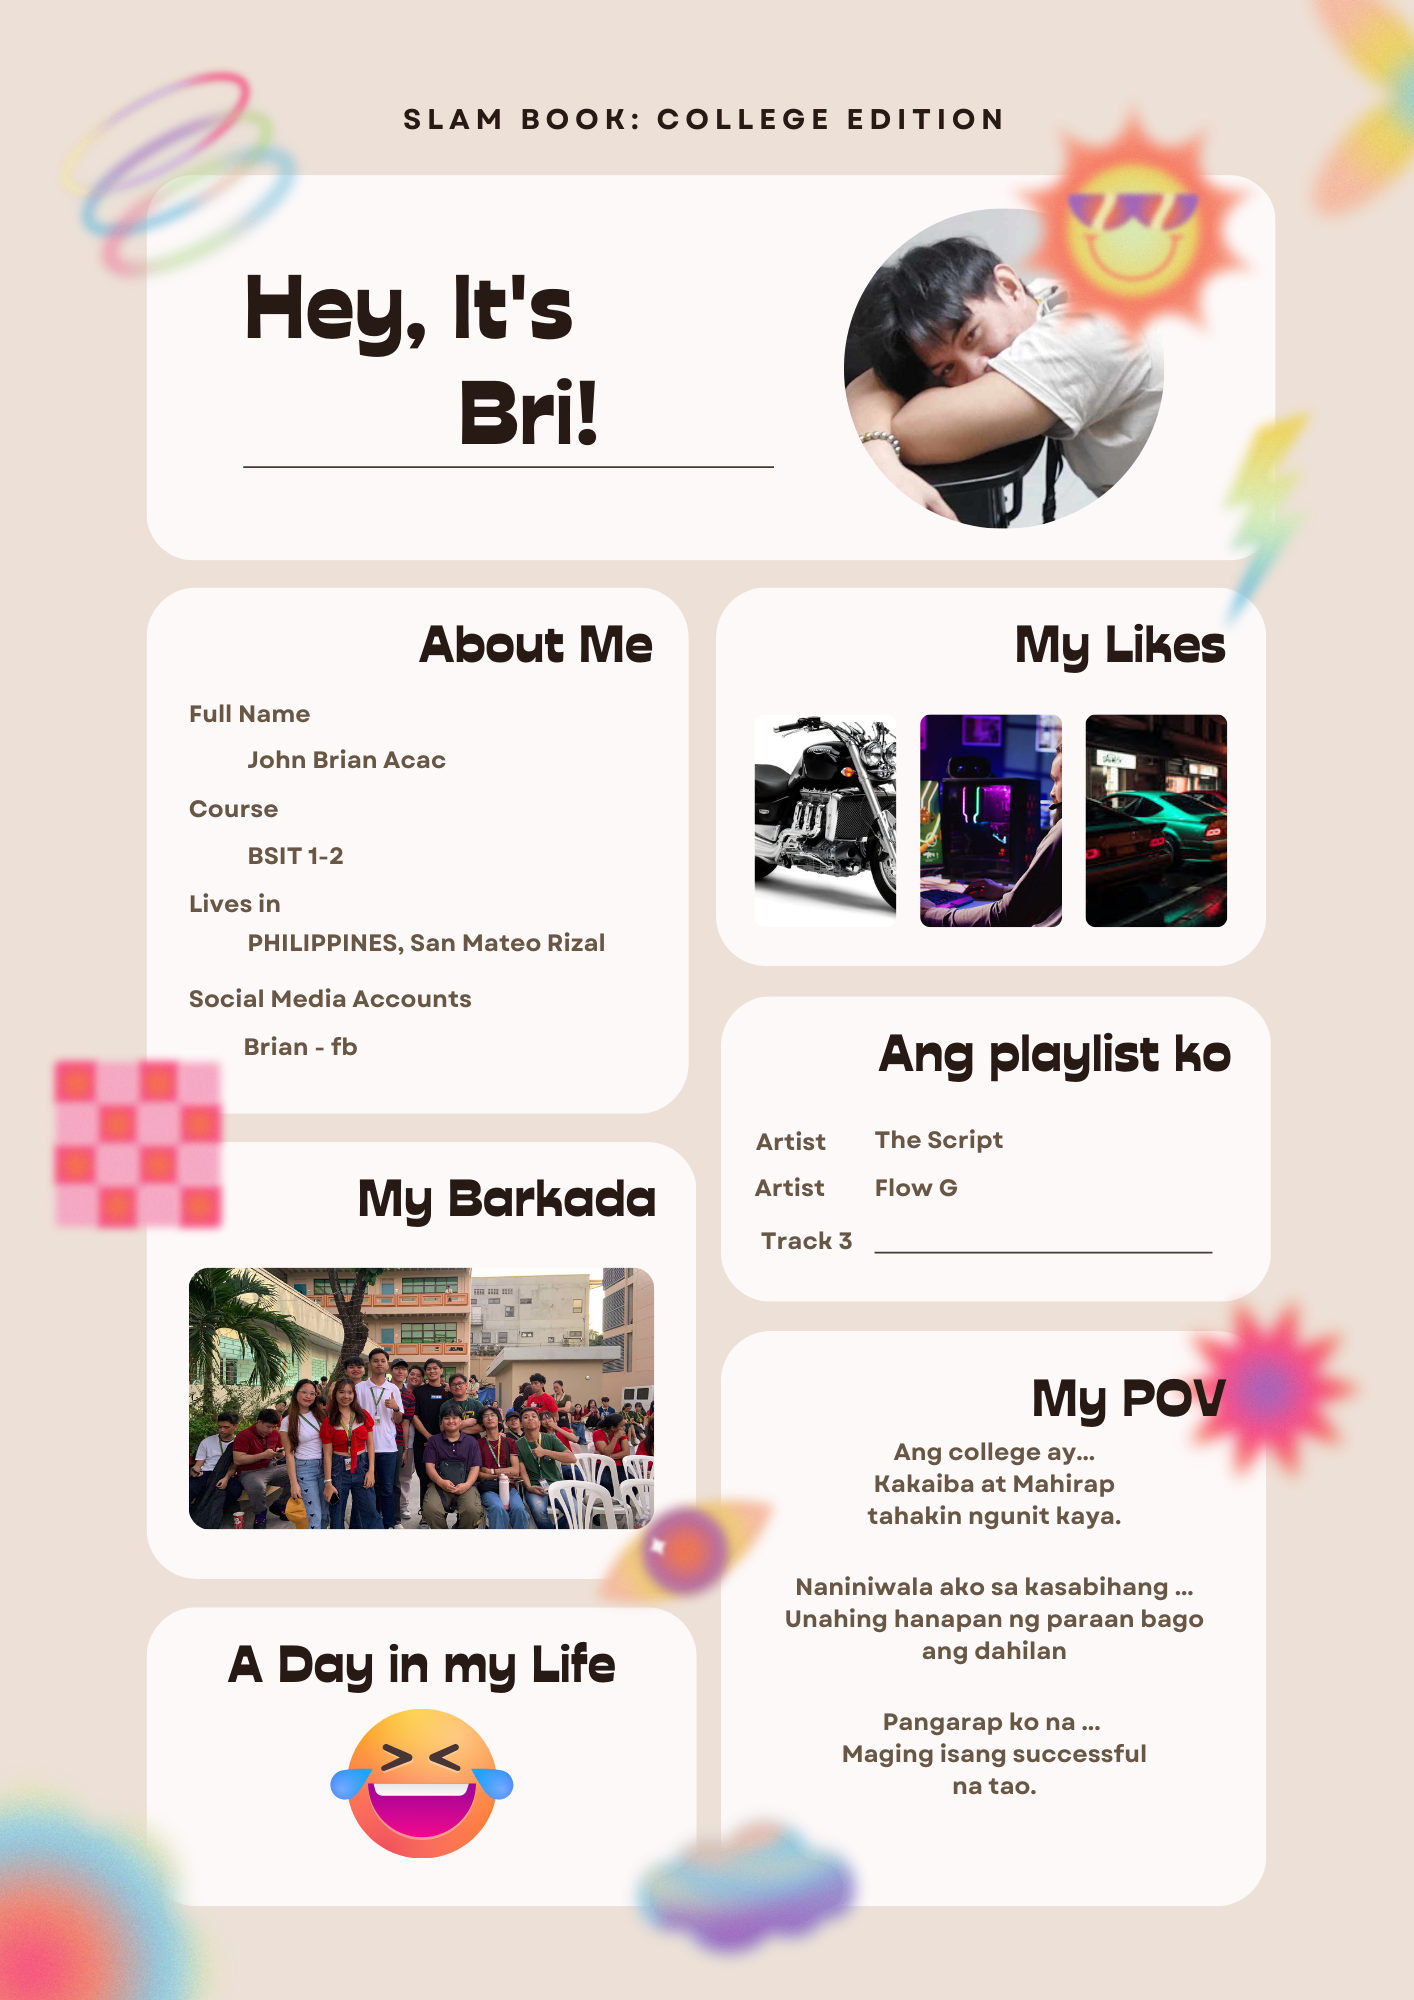 SLAM BOOK: COLLEGE EDITION
Hey, It's
Bri!
About Me
Full Name
John Brian Acac
Course
BSIT 1-2
Lives in
PHILIPPINES, San Mateo Rizal
Social Media Accounts
Brian - fb
My Likes
Ang playlist ko
Artist The Script
Artist Flow G
Track 3
My Barkada
My POV
Ang college ay...
Kakaiba at Mahirap
tahakin ngunit kaya.
Naniniwala ako sa kasabihang ...
Unahing hanapan ng paraan bago
ang dahilan
Pangarap ko na ...
Maging isang successful
na tao.
A Day in my Life